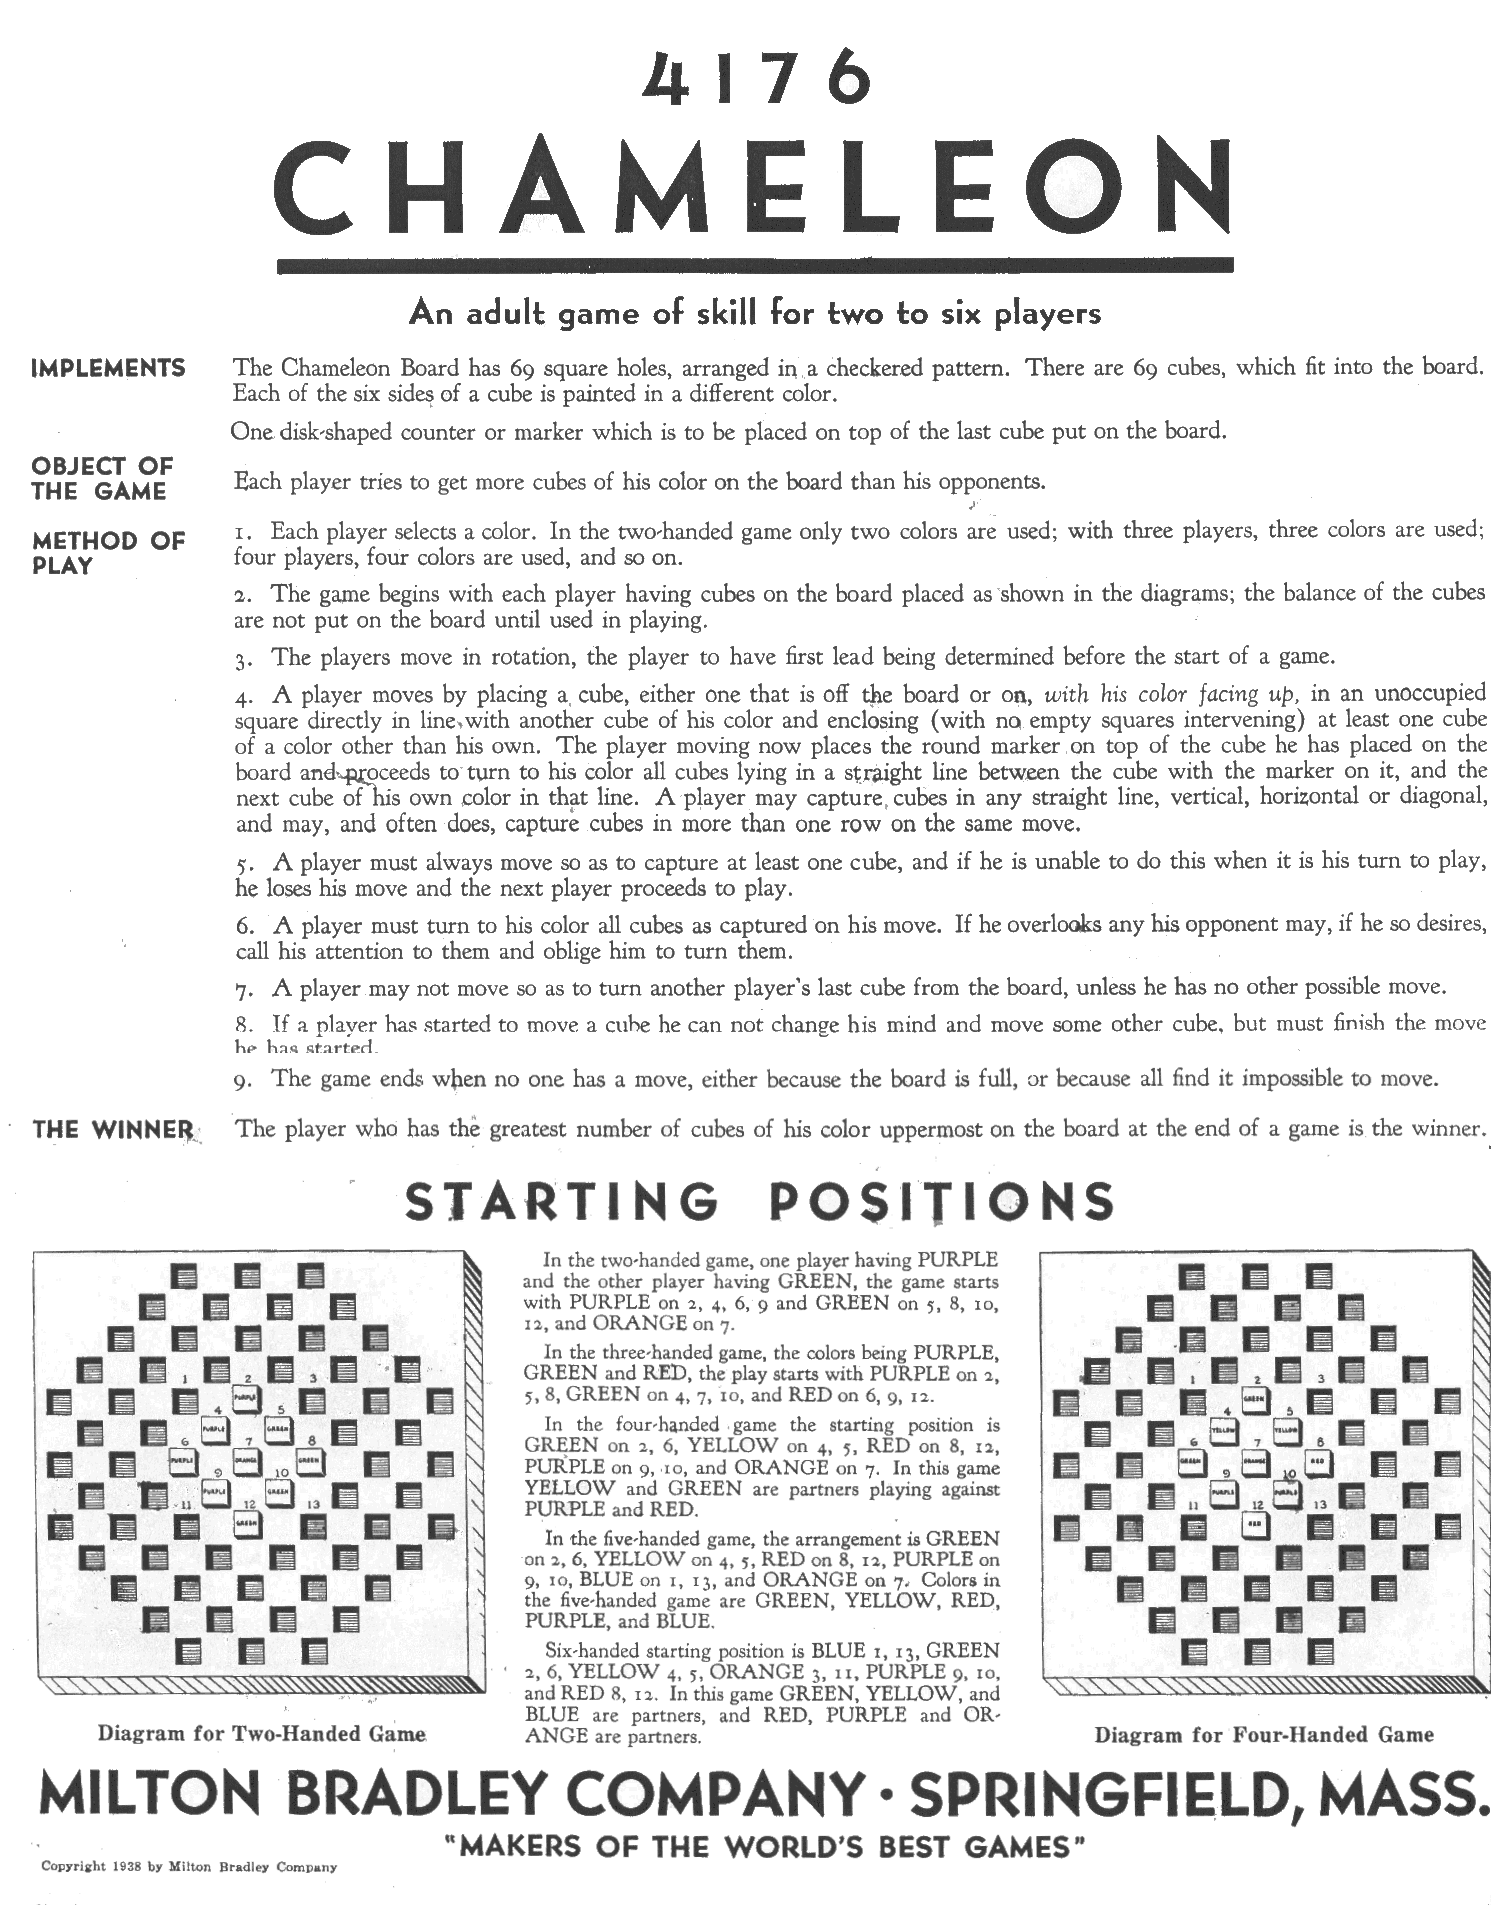 4176
CHAMELEON
An adult game of skill for two to six players
IMPLEMENTS
The Chameleon Board has 69 square holes, arranged in a checkered pattern. There are 69 cubes, which fit into the board.
Each of the six sides of a cube is painted in a different color.
One disk-shaped counter or marker which is to be placed on top of the last cube put on the board.
OBJECT OF
THE GAME
Each player tries to get more cubes of his color on the board than his opponents.
METHOD OF
PLAY
1. Each player selects a color. In the two-handed game only two colors are used; with three players, three colors are used;
four players, four colors are used, and so on.
2. The game begins with each player having cubes on the board placed as shown in the diagrams; the balance of the cubes
are not put on the board until used in playing.
3. The players move in rotation, the player to have first lead being determined before the start of a game.
4. A player moves by placing a cube, either one that is off the board or on, with his color facing up, in an unoccupied
square directly in line with another cube of his color and enclosing (with no empty squares intervening) at least one cube
of a color other than his own. The player moving now places the round marker on top of the cube he has placed on the
board and proceeds to turn to his color all cubes lying in a straight line between the cube with the marker on it, and the
next cube of his own color in that line. A player may capture cubes in any straight line, vertical, horizontal or diagonal,
and may, and often does, capture cubes in more than one row on the same move.
5. A player must always move so as to capture at least one cube, and if he is unable to do this when it is his turn to play,
he loses his move and the next player proceeds to play.
6. A player must turn to his color all cubes as captured on his move. If he overlooks any his opponent may, if he so desires,
call his attention to them and oblige him to turn them.
7. A player may not move so as to turn another player's last cube from the board, unless he has no other possible move.
8. If a player has started to move a cube he can not change his mind and move some other cube, but must finish the move
he has started.
9. The game ends when no one has a move, either because the board is full, or because all find it impossible to move.
THE WINNER
The player who has the greatest number of cubes of his color uppermost on the board at the end of a game is the winner.
STARTING POSITIONS
1 2 3
PURPLE
4 5
PURPLE GREEN
6 7 8
PURPLE ORANGE GREEN
9 10
PURPLE GREEN
11 12 13
GREEN
Diagram for Two-Handed Game
In the two-handed game, one player having PURPLE
and the other player having GREEN, the game starts
with PURPLE on 2, 4, 6, 9 and GREEN on 5, 8, 10,
12, and ORANGE on 7.
In the three-handed game, the colors being PURPLE,
GREEN and RED, the play starts with PURPLE on 2,
5, 8, GREEN on 4, 7, 10, and RED on 6, 9, 12.
In the four-handed game the starting position is
GREEN on 2, 6, YELLOW on 4, 5, RED on 8, 12,
PURPLE on 9, 10, and ORANGE on 7. In this game
YELLOW and GREEN are partners playing against
PURPLE and RED.
In the five-handed game, the arrangement is GREEN
on 2, 6, YELLOW on 4, 5, RED on 8, 12, PURPLE on
9, 10, BLUE on 1, 13, and ORANGE on 7. Colors in
the five-handed game are GREEN, YELLOW, RED,
PURPLE, and BLUE.
Six-handed starting position is BLUE 1, 13, GREEN
2, 6, YELLOW 4, 5, ORANGE 3, 11, PURPLE 9, 10,
and RED 8, 12. In this game GREEN, YELLOW, and
BLUE are partners, and RED, PURPLE and OR-
ANGE are partners.
1 2 3
GREEN
4 5
YELLOW YELLOW
6 7 8
GREEN ORANGE RED
9 10
PURPLE PURPLE
11 12 13
RED
Diagram for Four-Handed Game
MILTON BRADLEY COMPANY · SPRINGFIELD, MASS.
"MAKERS OF THE WORLD'S BEST GAMES"
Copyright 1938 by Milton Bradley Company